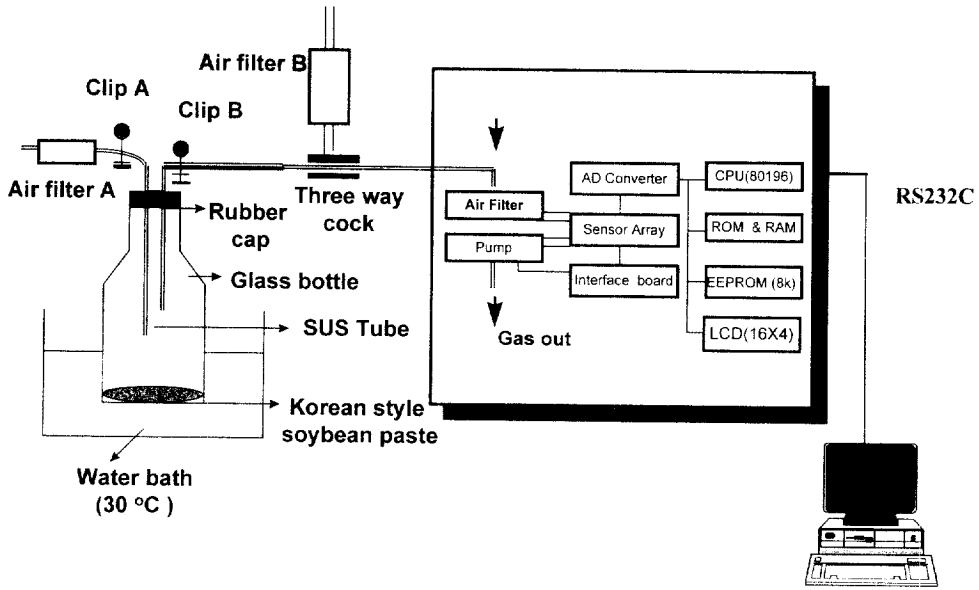 Air filter B
Clip A
Clip B
Air filter A
Three way
cock
Rubber
cap
Glass bottle
SUS Tube
Korean style
soybean paste
Water bath
(30 °C )
Air Filter
Pump
Gas out
AD Converter
Sensor Array
Interface board
CPU(80196)
ROM & RAM
EEPROM (8k)
LCD(16X4)
RS232C